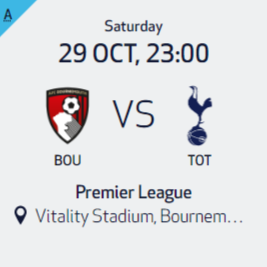 A
Saturday
29 OCT, 23:00
VS
BOU TOT
Premier League
Vitality Stadium, Bournem...